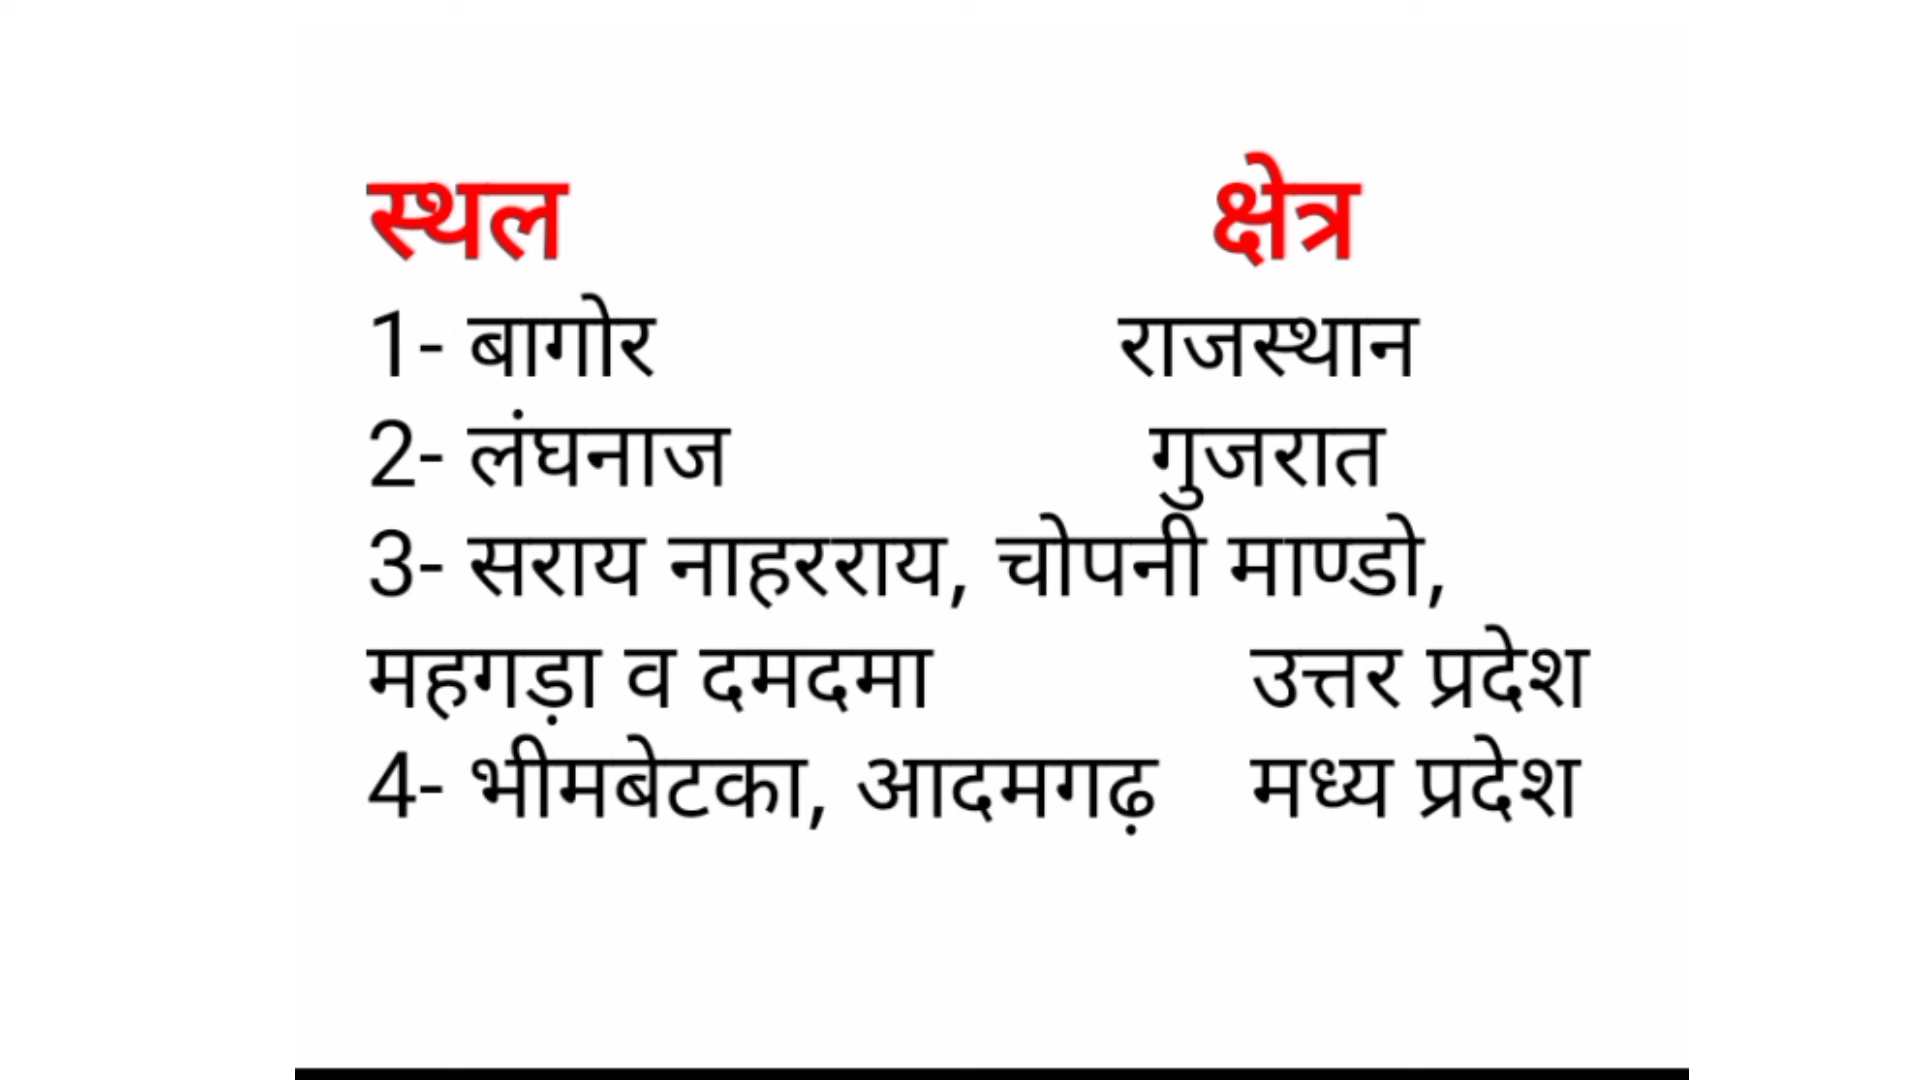 स्थल क्षेत्र
1- बागोर राजस्थान
2- लंघनाज गुजरात
3- सराय नाहरराय, चोपनी माण्डो,
महगड़ा व दमदमा उत्तर प्रदेश
4- भीमबेटका, आदमगढ़ मध्य प्रदेश